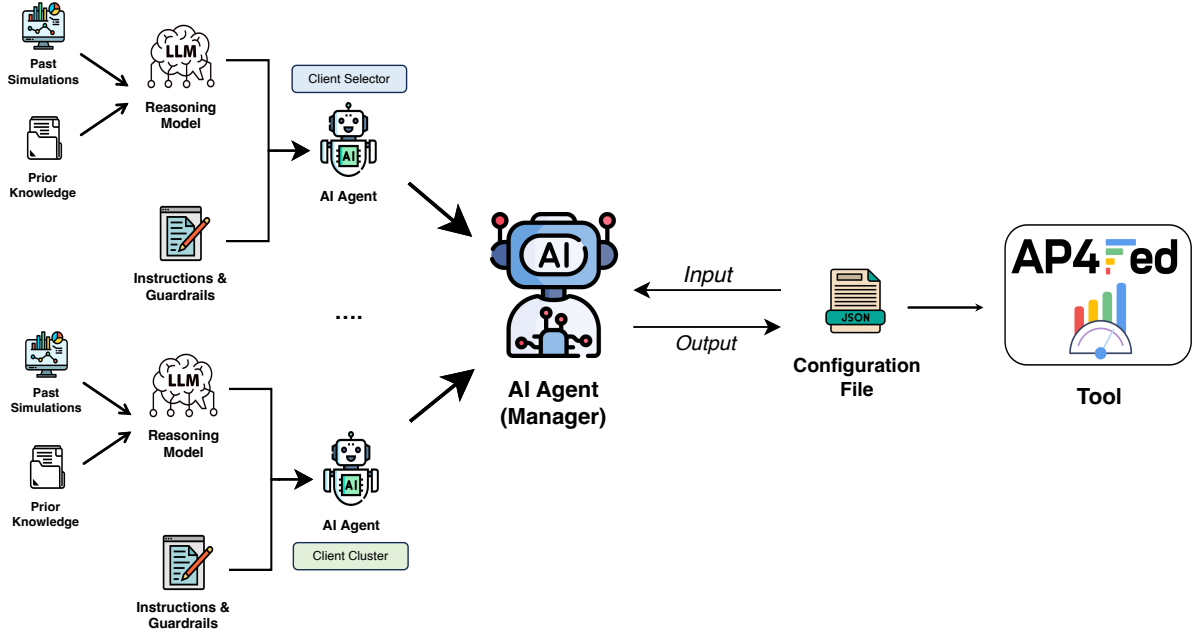 Past
Simulations
LLM
Reasoning
Model
Prior
Knowledge
Instructions &
Guardrails
Client Selector
AI
AI Agent
....
Past
Simulations
LLM
Reasoning
Model
Prior
Knowledge
Instructions &
Guardrails
AI
AI Agent
Client Cluster
AI
AI Agent
(Manager)
Input
Output
JSON
Configuration
File
AP4Fed
Tool